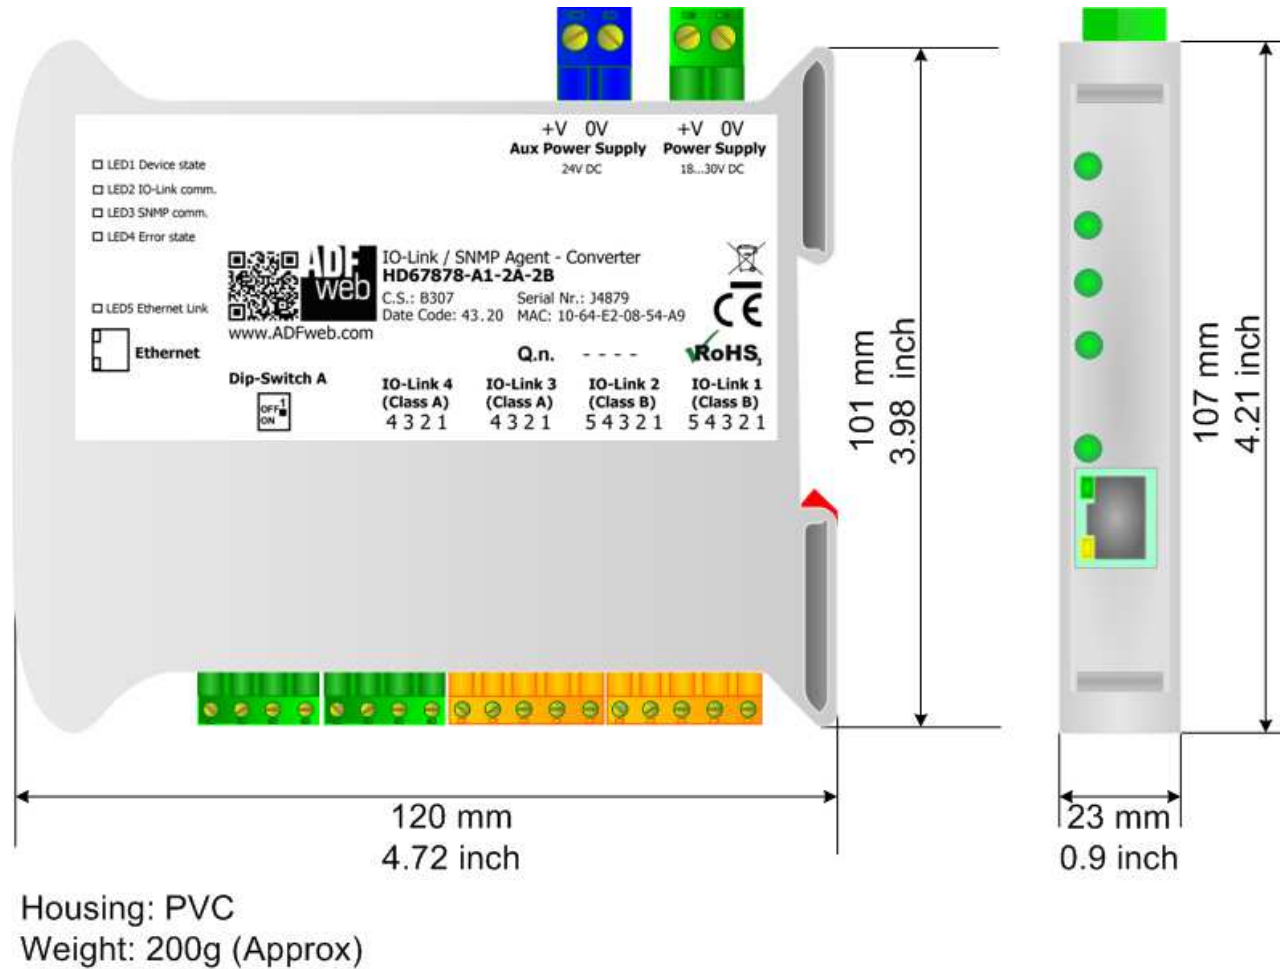 +V 0V
Aux Power Supply
24V DC
+V 0V
Power Supply
18...30V DC
LED1 Device state
LED2 IO-Link comm.
LED3 SNMP comm.
LED4 Error state
LED5 Ethernet Link
Ethernet
ADF
web
www.ADFweb.com
IO-Link / SNMP Agent - Converter
HD67878-A1-2A-2B
C.S.: B307 Serial Nr.: J4879
Date Code: 43.20 MAC: 10-64-E2-08-54-A9
CE
Q.n. - - - -
RoHS3
Dip-Switch A
OFF 1
ON
IO-Link 4
(Class A)
4 3 2 1
IO-Link 3
(Class A)
4 3 2 1
IO-Link 2
(Class B)
5 4 3 2 1
IO-Link 1
(Class B)
5 4 3 2 1
101 mm
3.98 inch
107 mm
4.21 inch
120 mm
4.72 inch
23 mm
0.9 inch
Housing: PVC
Weight: 200g (Approx)